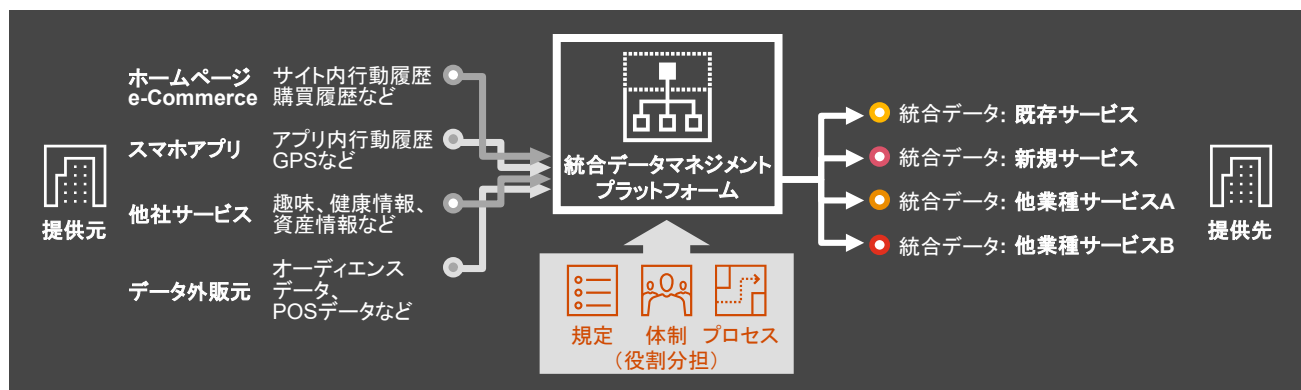 提供元
ホームページ
e-Commerce
サイト内行動履歴
購買履歴など
スマホアプリ
アプリ内行動履歴
GPSなど
他社サービス
趣味、健康情報、
資産情報など
データ外販元
オーディエンス
データ、
POSデータなど
統合データマネジメント
プラットフォーム
規定
体制
プロセス
（役割分担）
統合データ: 既存サービス
統合データ: 新規サービス
統合データ: 他業種サービスA
統合データ: 他業種サービスB
提供先